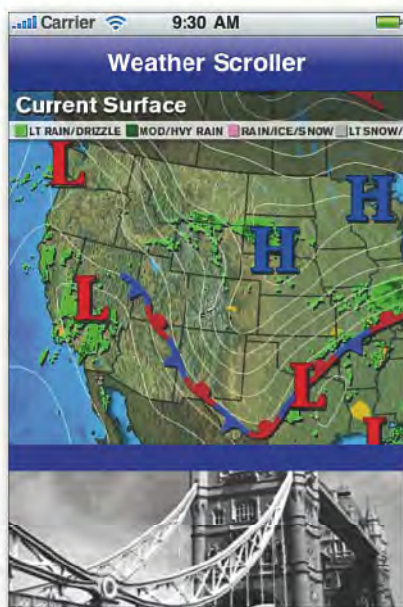 Carrier 9:30 AM
Weather Scroller
Current Surface
LT RAIN/DRIZZLE MOD/HVY RAIN RAIN/ICE/SNOW LT SNOW/
L
H
H
L
L
L